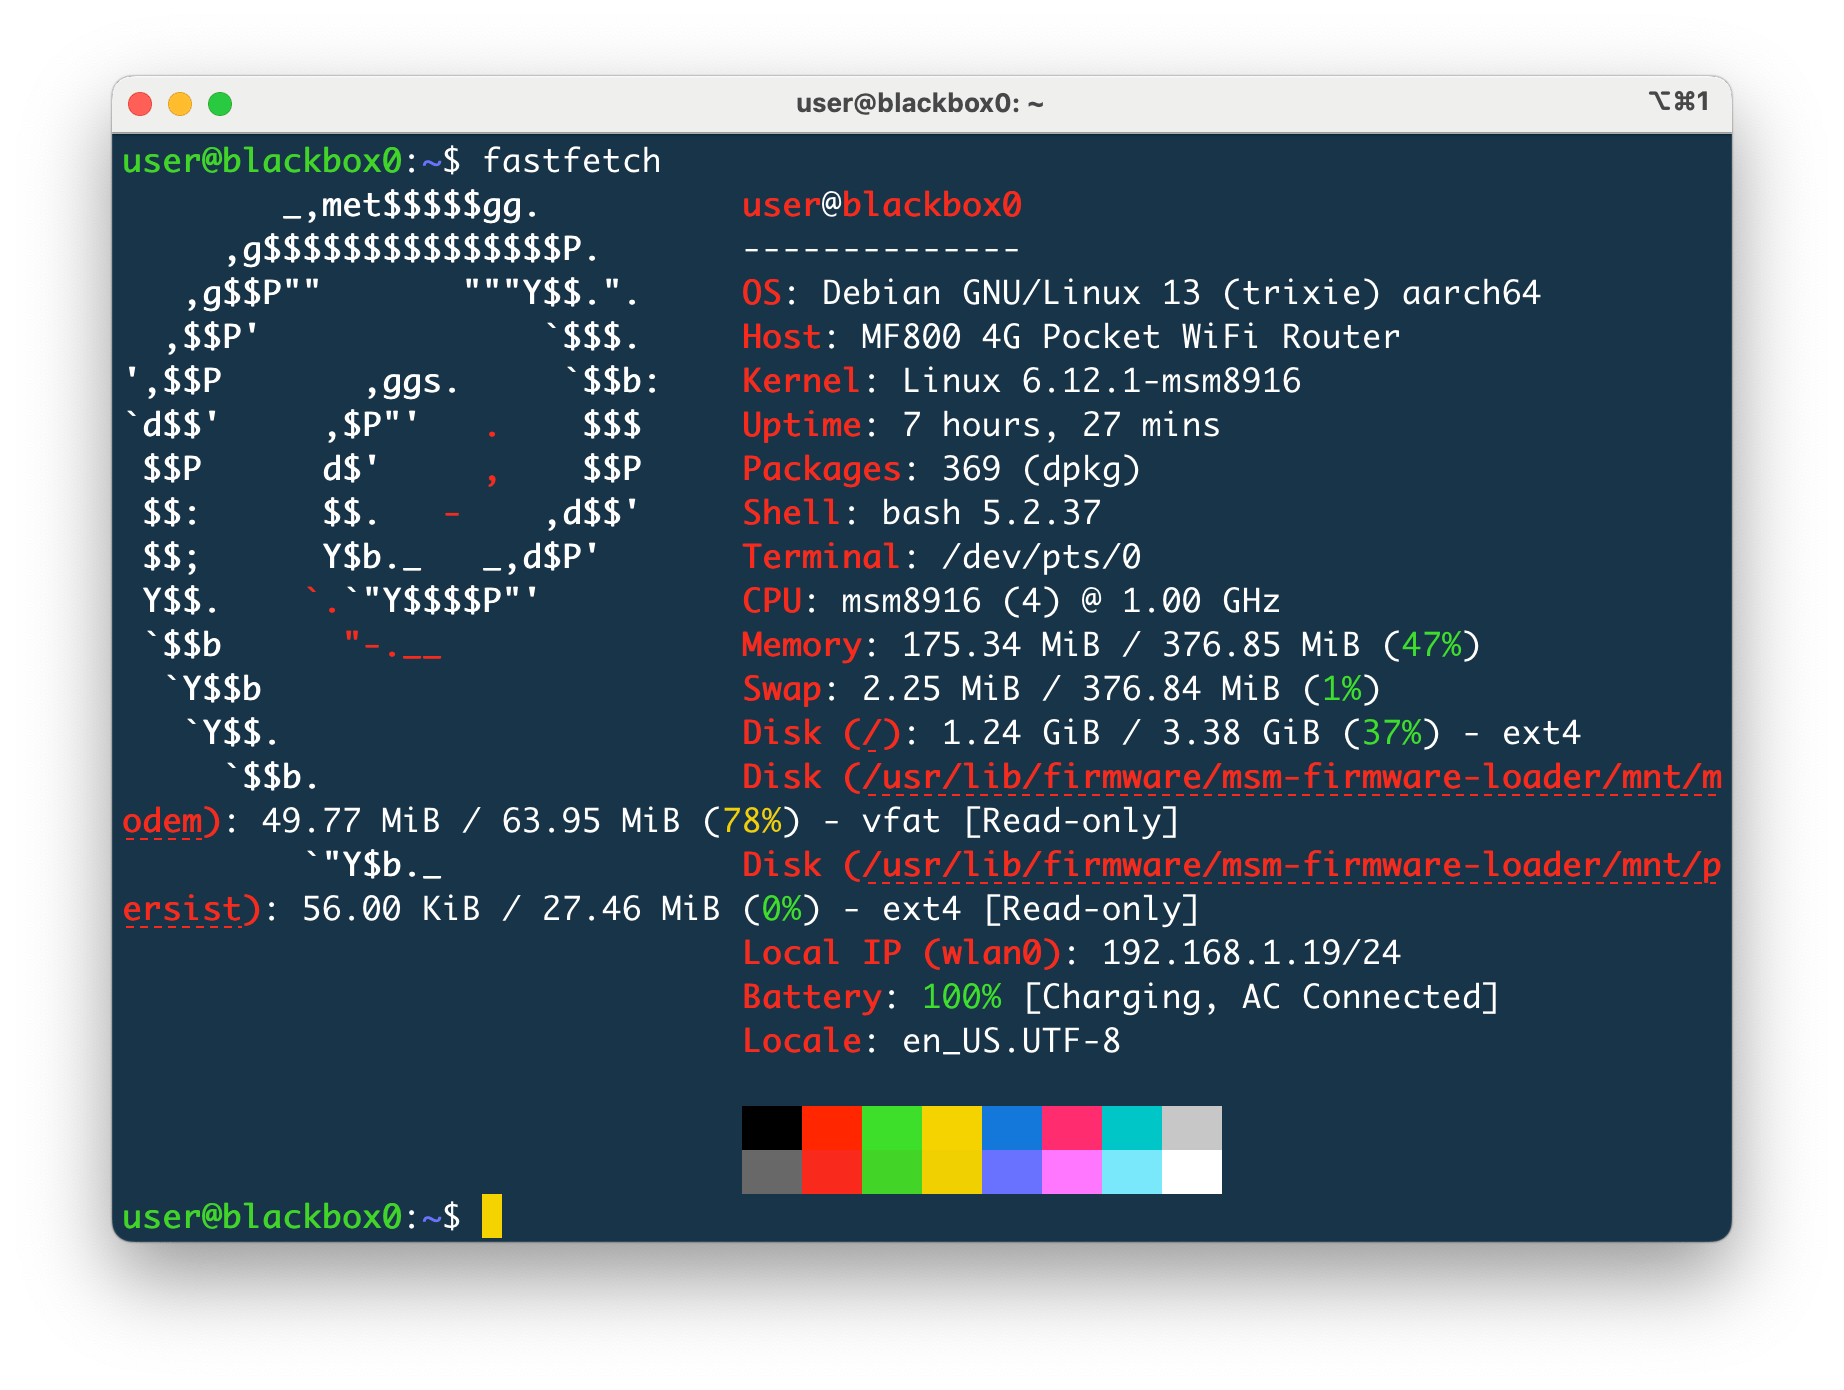 user@blackbox0: ~
⌥⌘1
user@blackbox0:~$ fastfetch
       _,met$$$$$gg.          user@blackbox0
    ,g$$$$$$$$$$$$$$$P.       --------------
  ,g$$P""       """Y$$.".     OS: Debian GNU/Linux 13 (trixie) aarch64
 ,$$P'              `$$$.     Host: MF800 4G Pocket WiFi Router
',$$P       ,ggs.     `$$b:   Kernel: Linux 6.12.1-msm8916
`d$$'     ,$P"'   .    $$$    Uptime: 7 hours, 27 mins
 $$P      d$'     ,    $$P    Packages: 369 (dpkg)
 $$:      $$.   -    ,d$$'    Shell: bash 5.2.37
 $$;      Y$b._   _,d$P'      Terminal: /dev/pts/0
 Y$$.    `.`"Y$$$$P"'         CPU: msm8916 (4) @ 1.00 GHz
 `$$b      "-.__              Memory: 175.34 MiB / 376.85 MiB (47%)
  `Y$$b                       Swap: 2.25 MiB / 376.84 MiB (1%)
   `Y$$.                      Disk (/): 1.24 GiB / 3.38 GiB (37%) - ext4
     `$$b.                    Disk (/usr/lib/firmware/msm-firmware-loader/mnt/m
odem): 49.77 MiB / 63.95 MiB (78%) - vfat [Read-only]
         `"Y$b._              Disk (/usr/lib/firmware/msm-firmware-loader/mnt/p
ersist): 56.00 KiB / 27.46 MiB (0%) - ext4 [Read-only]
                              Local IP (wlan0): 192.168.1.19/24
                              Battery: 100% [Charging, AC Connected]
                              Locale: en_US.UTF-8
user@blackbox0:~$